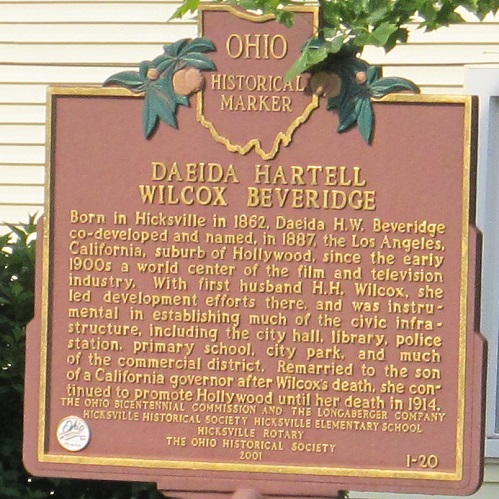 OHIO
HISTORICAL
MARKER
DAEIDA HARTELL
WILCOX BEVERIDGE
Born in Hicksville in 1862, Daeida H.W. Beveridge
co-developed and named, in 1887, the Los Angeles,
California, suburb of Hollywood, since the early
1900s a world center of the film and television
industry. With first husband H.H. Wilcox, she
led development efforts there, and was instru-
mental in establishing much of the civic infra-
structure, including the city hall, library, police
station, primary school, city park, and much
of the commercial district. Remarried to the son
of a California governor after Wilcox's death, she con-
tinued to promote Hollywood until her death in 1914.
THE OHIO BICENTENNIAL COMMISSION AND THE LONGABERGER COMPANY
HICKSVILLE HISTORICAL SOCIETY HICKSVILLE ELEMENTARY SCHOOL
HICKSVILLE ROTARY
THE OHIO HISTORICAL SOCIETY
2001
1-20
Ohio